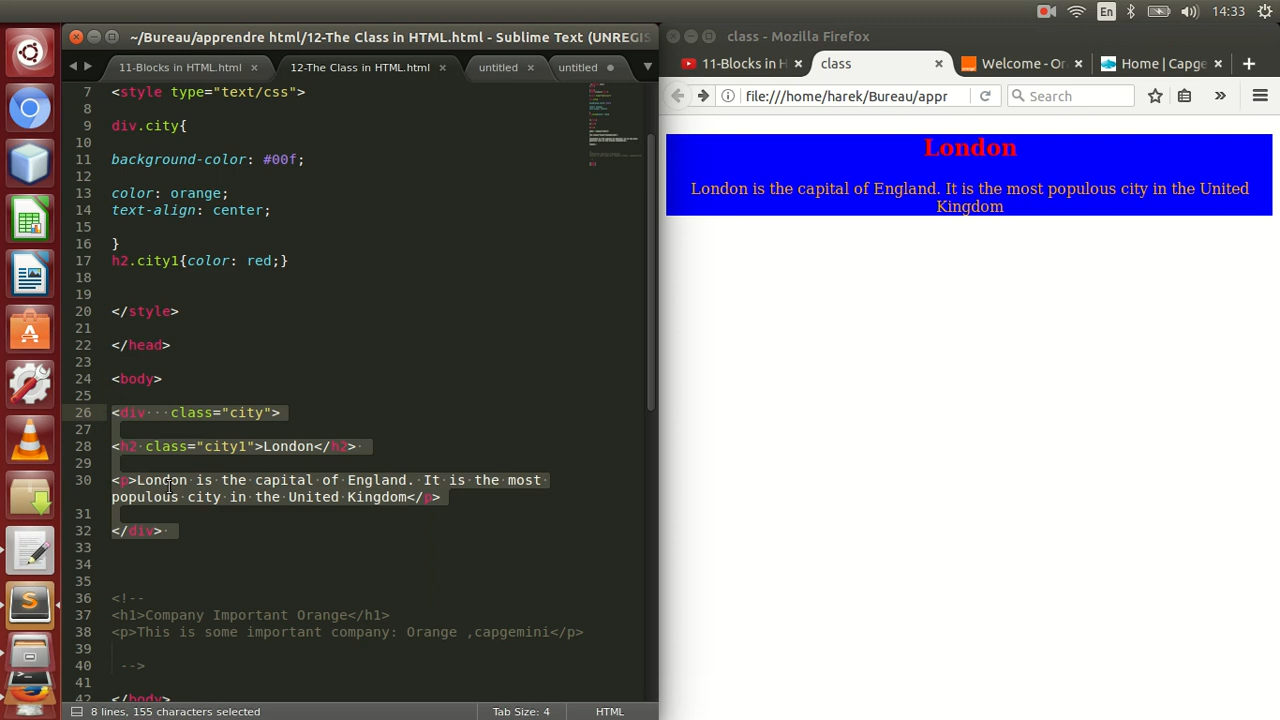 En
14:33
~/Bureau/apprendre html/12-The Class in HTML.html - Sublime Text (UNREGIS
class - Mozilla Firefox
11-Blocks in HTML.html
12-The Class in HTML.html
untitled
untitled
11-Blocks in H
class
Welcome - Or
Home | Capge
file:///home/harek/Bureau/appr
Search
7 <style type="text/css">
8
9 div.city{
10
11 background-color: #00f;
12
13 color: orange;
14 text-align: center;
15
16 }
17 h2.city1{color: red;}
18
19
20 </style>
21
22 </head>
23
24 <body>
25
26 <div   class="city">
27
28 <h2 class="city1">London</h2>
29
30 <p>London is the capital of England. It is the most
populous city in the United Kingdom</p>
31
32 </div>
33
34
35
36 <!--
37 <h1>Company Important Orange</h1>
38 <p>This is some important company: Orange ,capgemini</p>
39
40 -->
41
42 </body>
8 lines, 155 characters selected
Tab Size: 4
HTML
London
London is the capital of England. It is the most populous city in the United
Kingdom